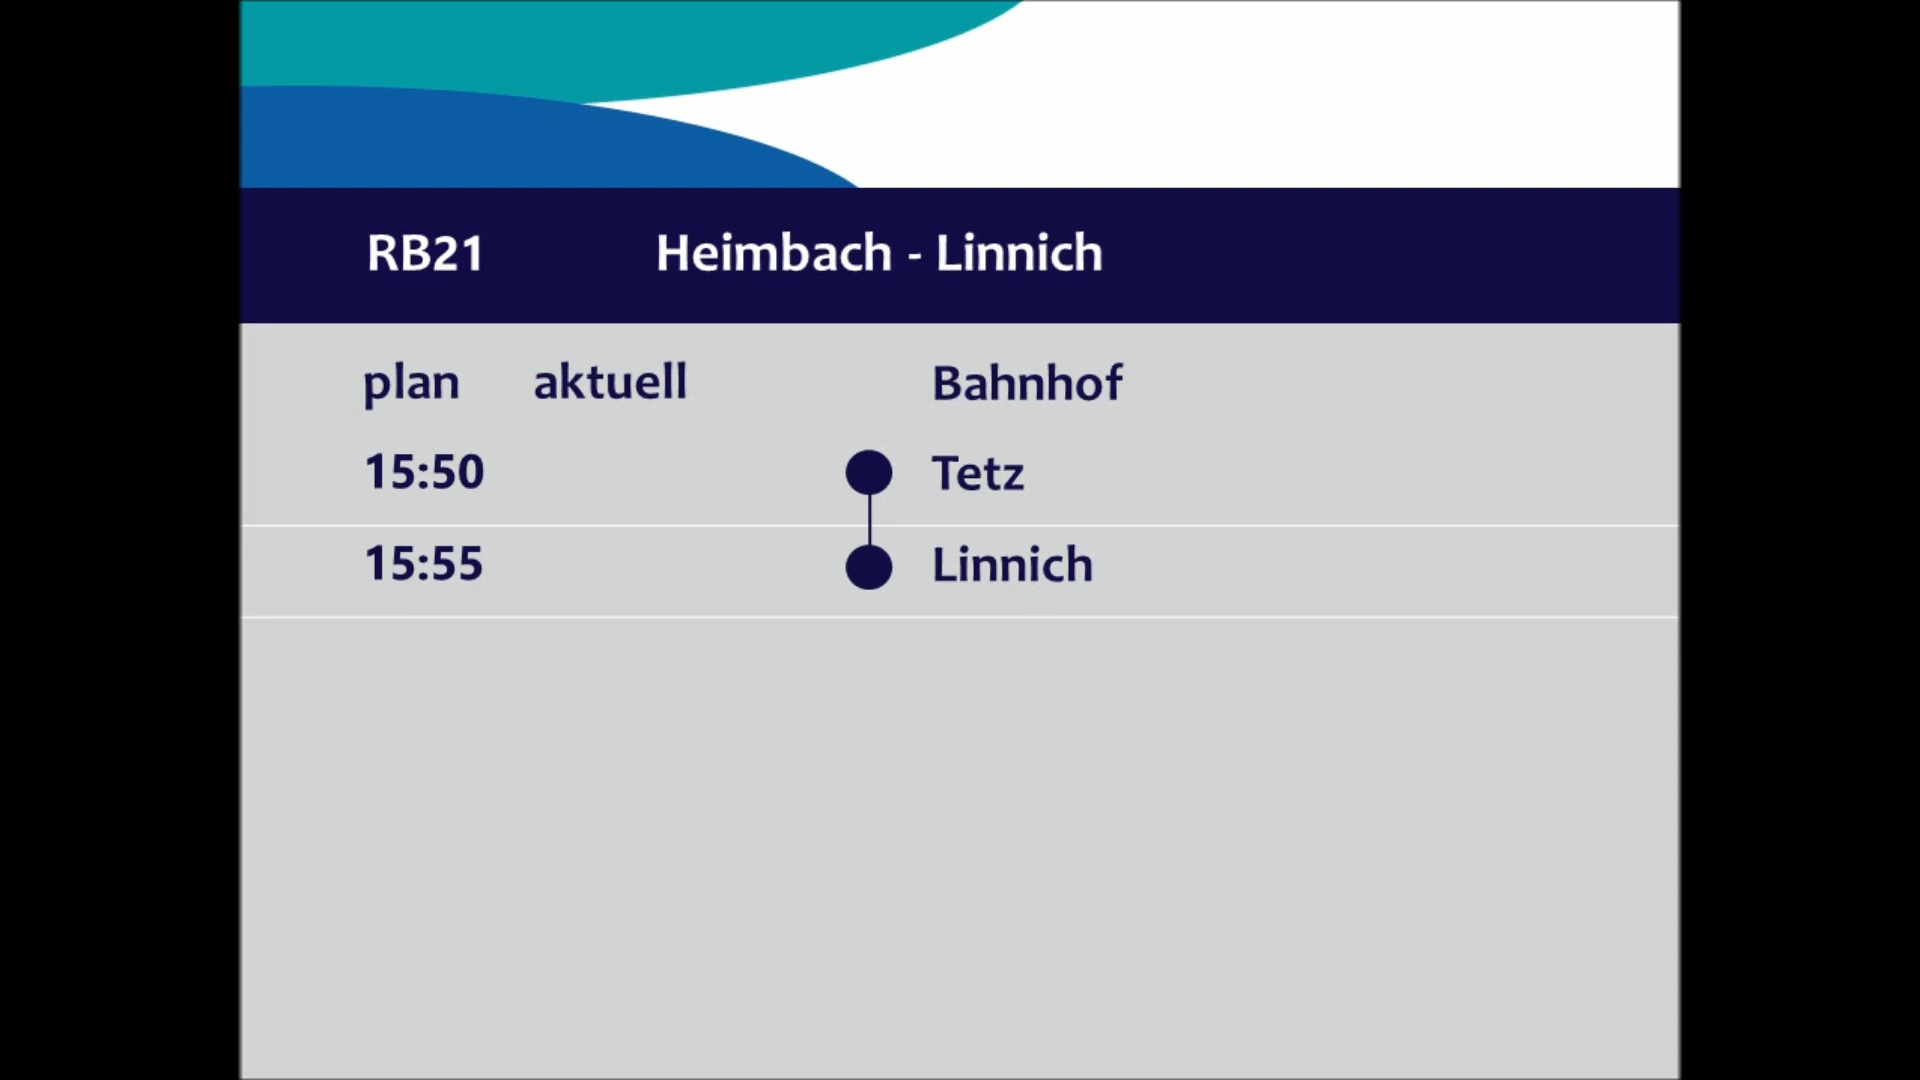 RB21 Heimbach - Linnich
plan aktuell Bahnhof
15:50 Tetz
15:55 Linnich